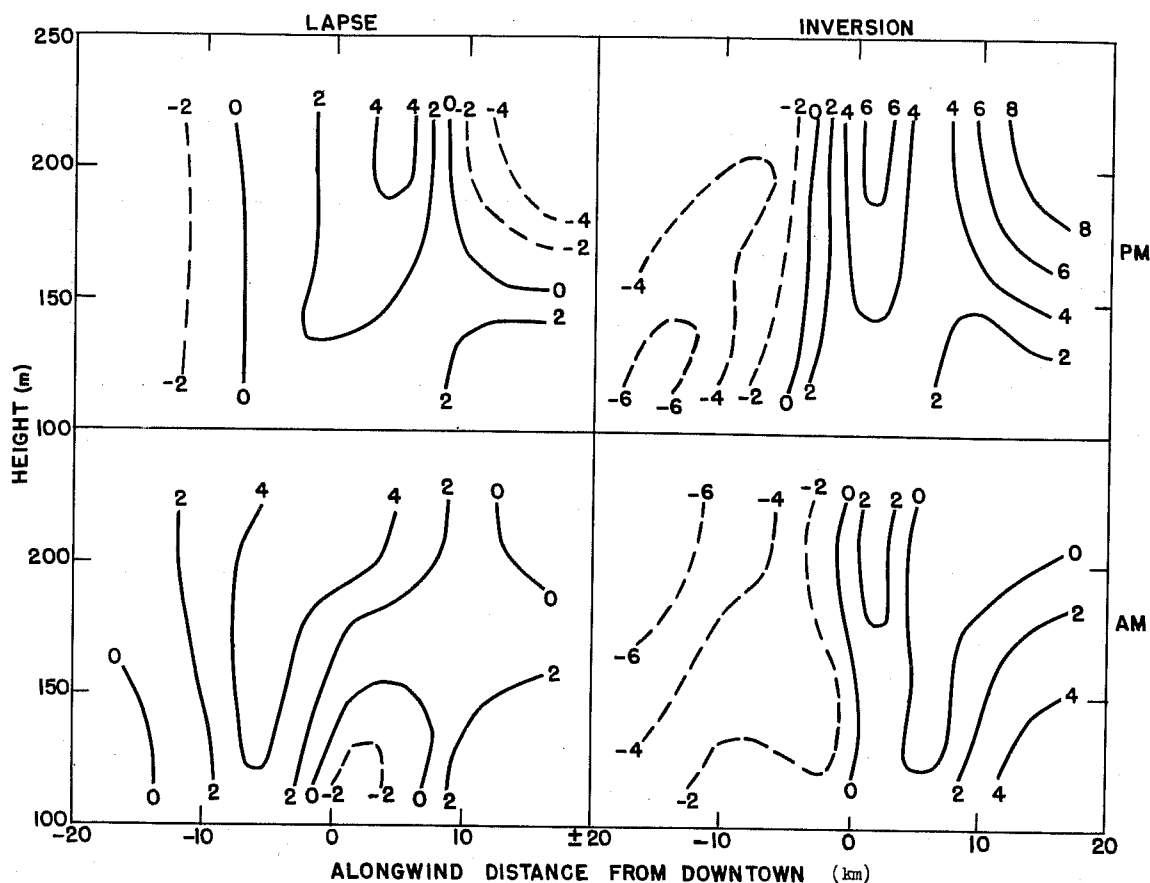 LAPSE INVERSION
250
-2 0 2 4 4 2 0 -2 -4
-2 0 2 4 6 6 4 4 6 8
200
-4 8
-2 PM
6
-4
150 0
4
2
2
-2 0 2 -6 -6 -4 -2 0 2 2
100
HEIGHT (m)
2 4 4 2 0
-6 -4 -2 0 2 2 0
200 0
0
2 AM
0 -6
2
150 4
-4
0 2 2 0 -2 -2 0 2
-2 0 2 4
100
-20 -10 0 10 ±20 -10 0 10 20
ALONGWIND DISTANCE FROM DOWNTOWN (km)